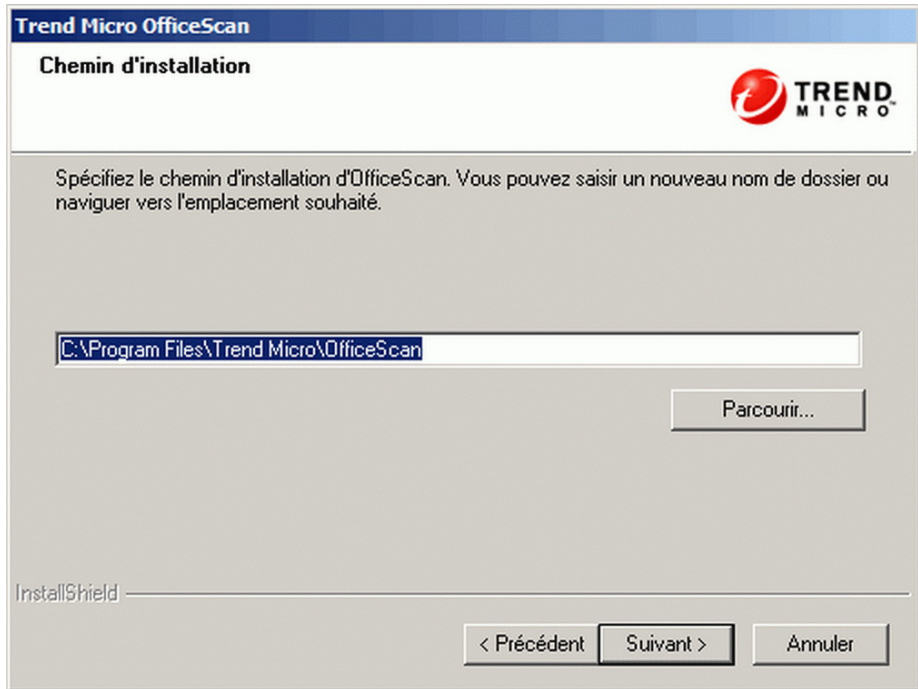 Trend Micro OfficeScan
Chemin d'installation
TREND
MICRO™
Spécifiez le chemin d'installation d'OfficeScan. Vous pouvez saisir un nouveau nom de dossier ou
naviguer vers l'emplacement souhaité.
C:\Program Files\Trend Micro\OfficeScan
Parcourir...
InstallShield
< Précédent Suivant > Annuler